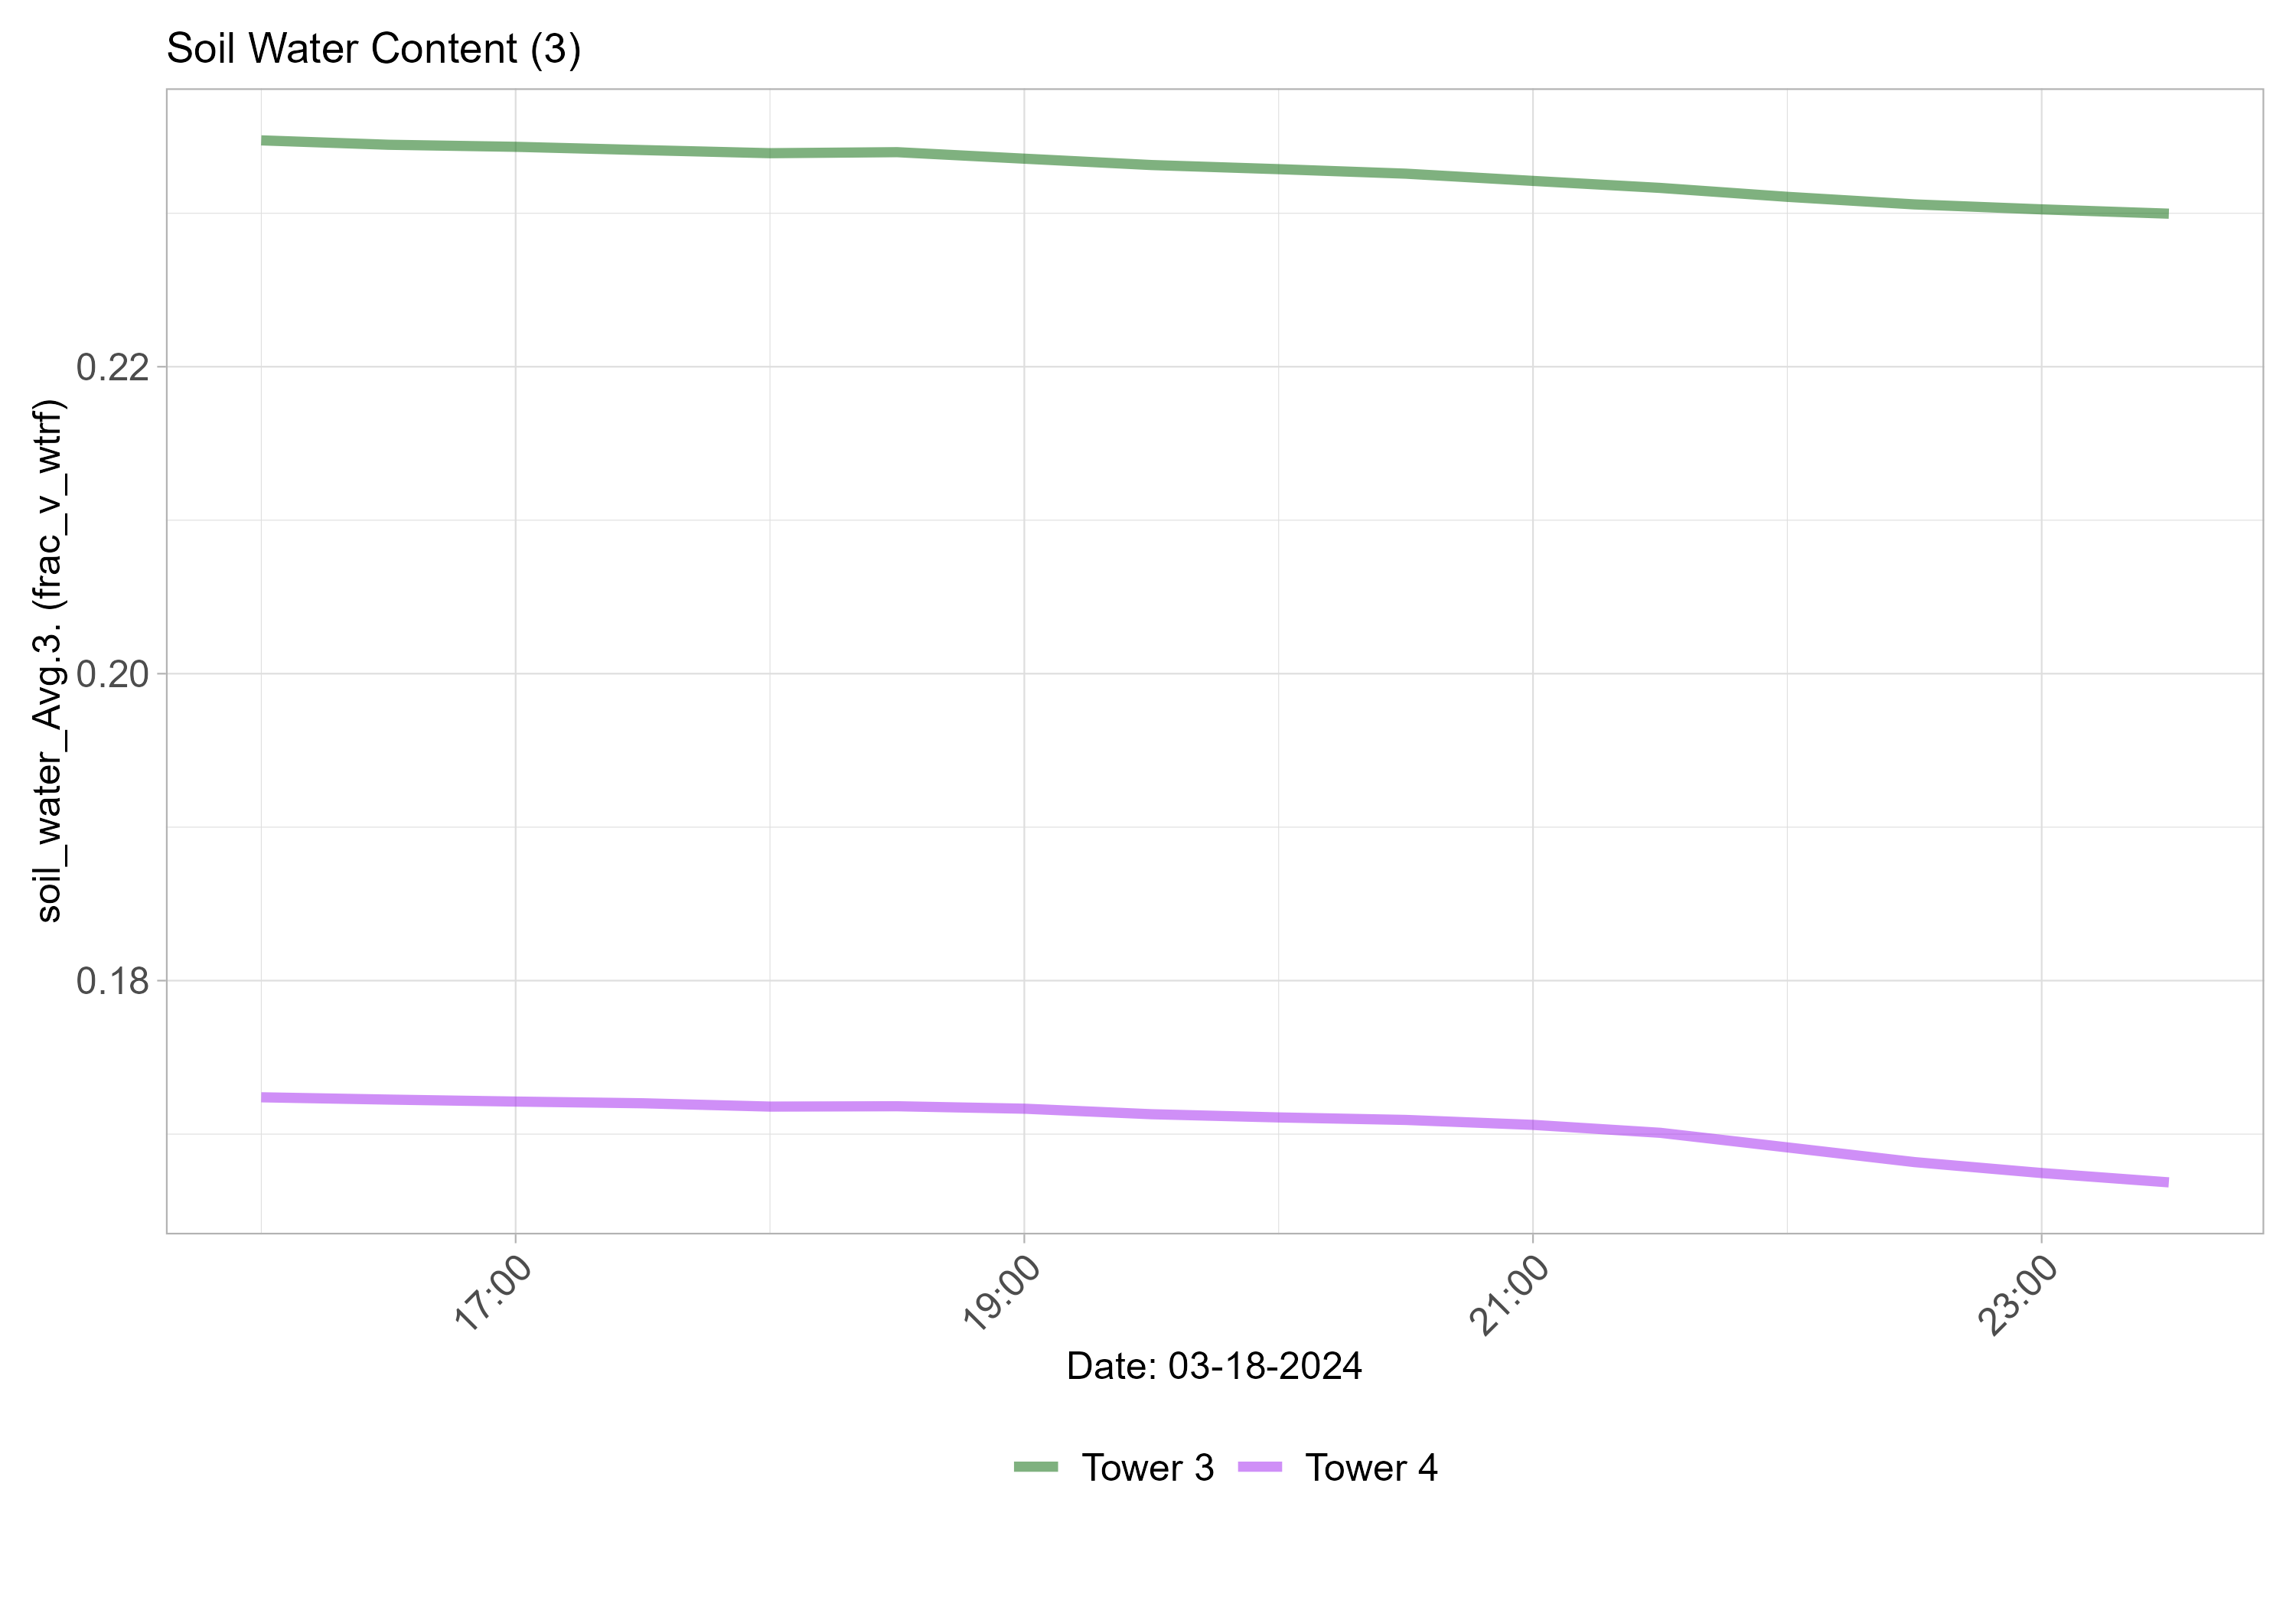 Soil Water Content (3)
soil_water_Avg.3. (frac_v_wtrf)
0.22
0.20
0.18
17:00
19:00
21:00
23:00
Date: 03-18-2024
Tower 3
Tower 4